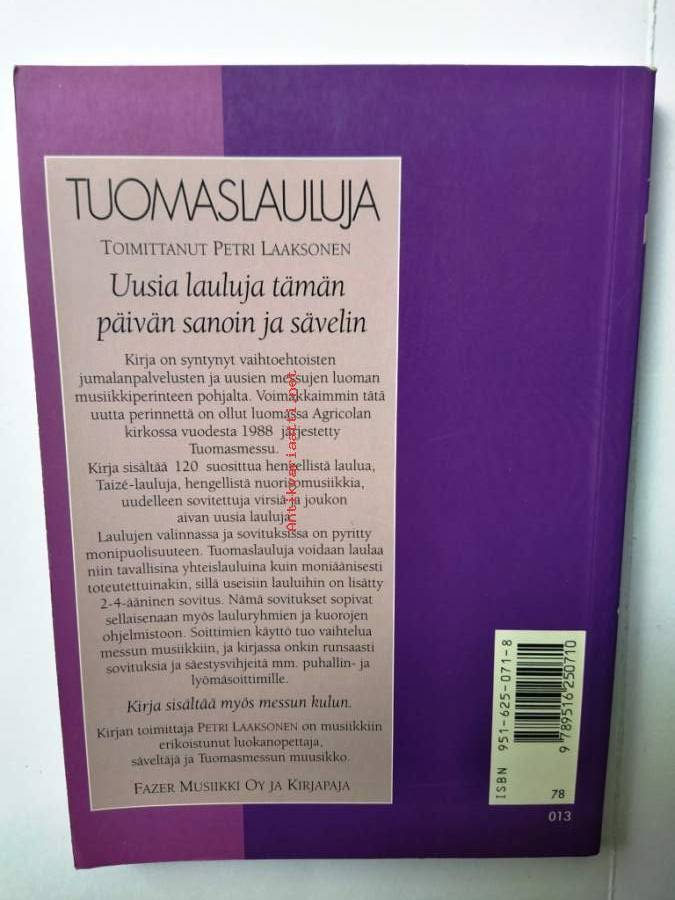 TUOMASLAULUJA
TOIMITTANUT PETRI LAAKSONEN
Uusia lauluja tämän
päivän sanoin ja sävelin
Kirja on syntynyt vaihtoehtoisten
jumalanpalvelusten ja uusien messujen luoman
musiikkiperinteen pohjalta. Voimakkaimmin tätä
uutta perinnettä on ollut luomassa Agricolan
kirkossa vuodesta 1988 järjestetty
Tuomasmessu.
Kirja sisältää 120 suosittua hengellistä laulua,
Taizé-lauluja, hengellistä nuorisomusiikkia,
uudelleen sovitettuja virsiä ja joukon
aivan uusia lauluja.
Laulujen valinnassa ja sovituksissa on pyritty
monipuolisuuteen. Tuomaslauluja voidaan laulaa
niin tavallisina yhteislauluina kuin moniäänisesti
toteutettuinakin, sillä useisiin lauluihin on lisätty
2-4-ääninen sovitus. Nämä sovitukset sopivat
sellaisenaan myös lauluryhmien ja kuorojen
ohjelmistoon. Soittimien käyttö tuo vaihtelua
messun musiikkiin, ja kirjassa onkin runsaasti
sovituksia ja säestysvihjeitä mm. puhallin- ja
lyömäsoittimille.
Kirja sisältää myös messun kulun.
Kirjan toimittaja PETRI LAAKSONEN on musiikkiin
erikoistunut luokanopettaja,
säveltäjä ja Tuomasmessun muusikko.
FAZER MUSIIKKI OY JA KIRJAPAJA
Antikvariaatti.net
ISBN 951-625-071-8
9 789516 250710
78
013